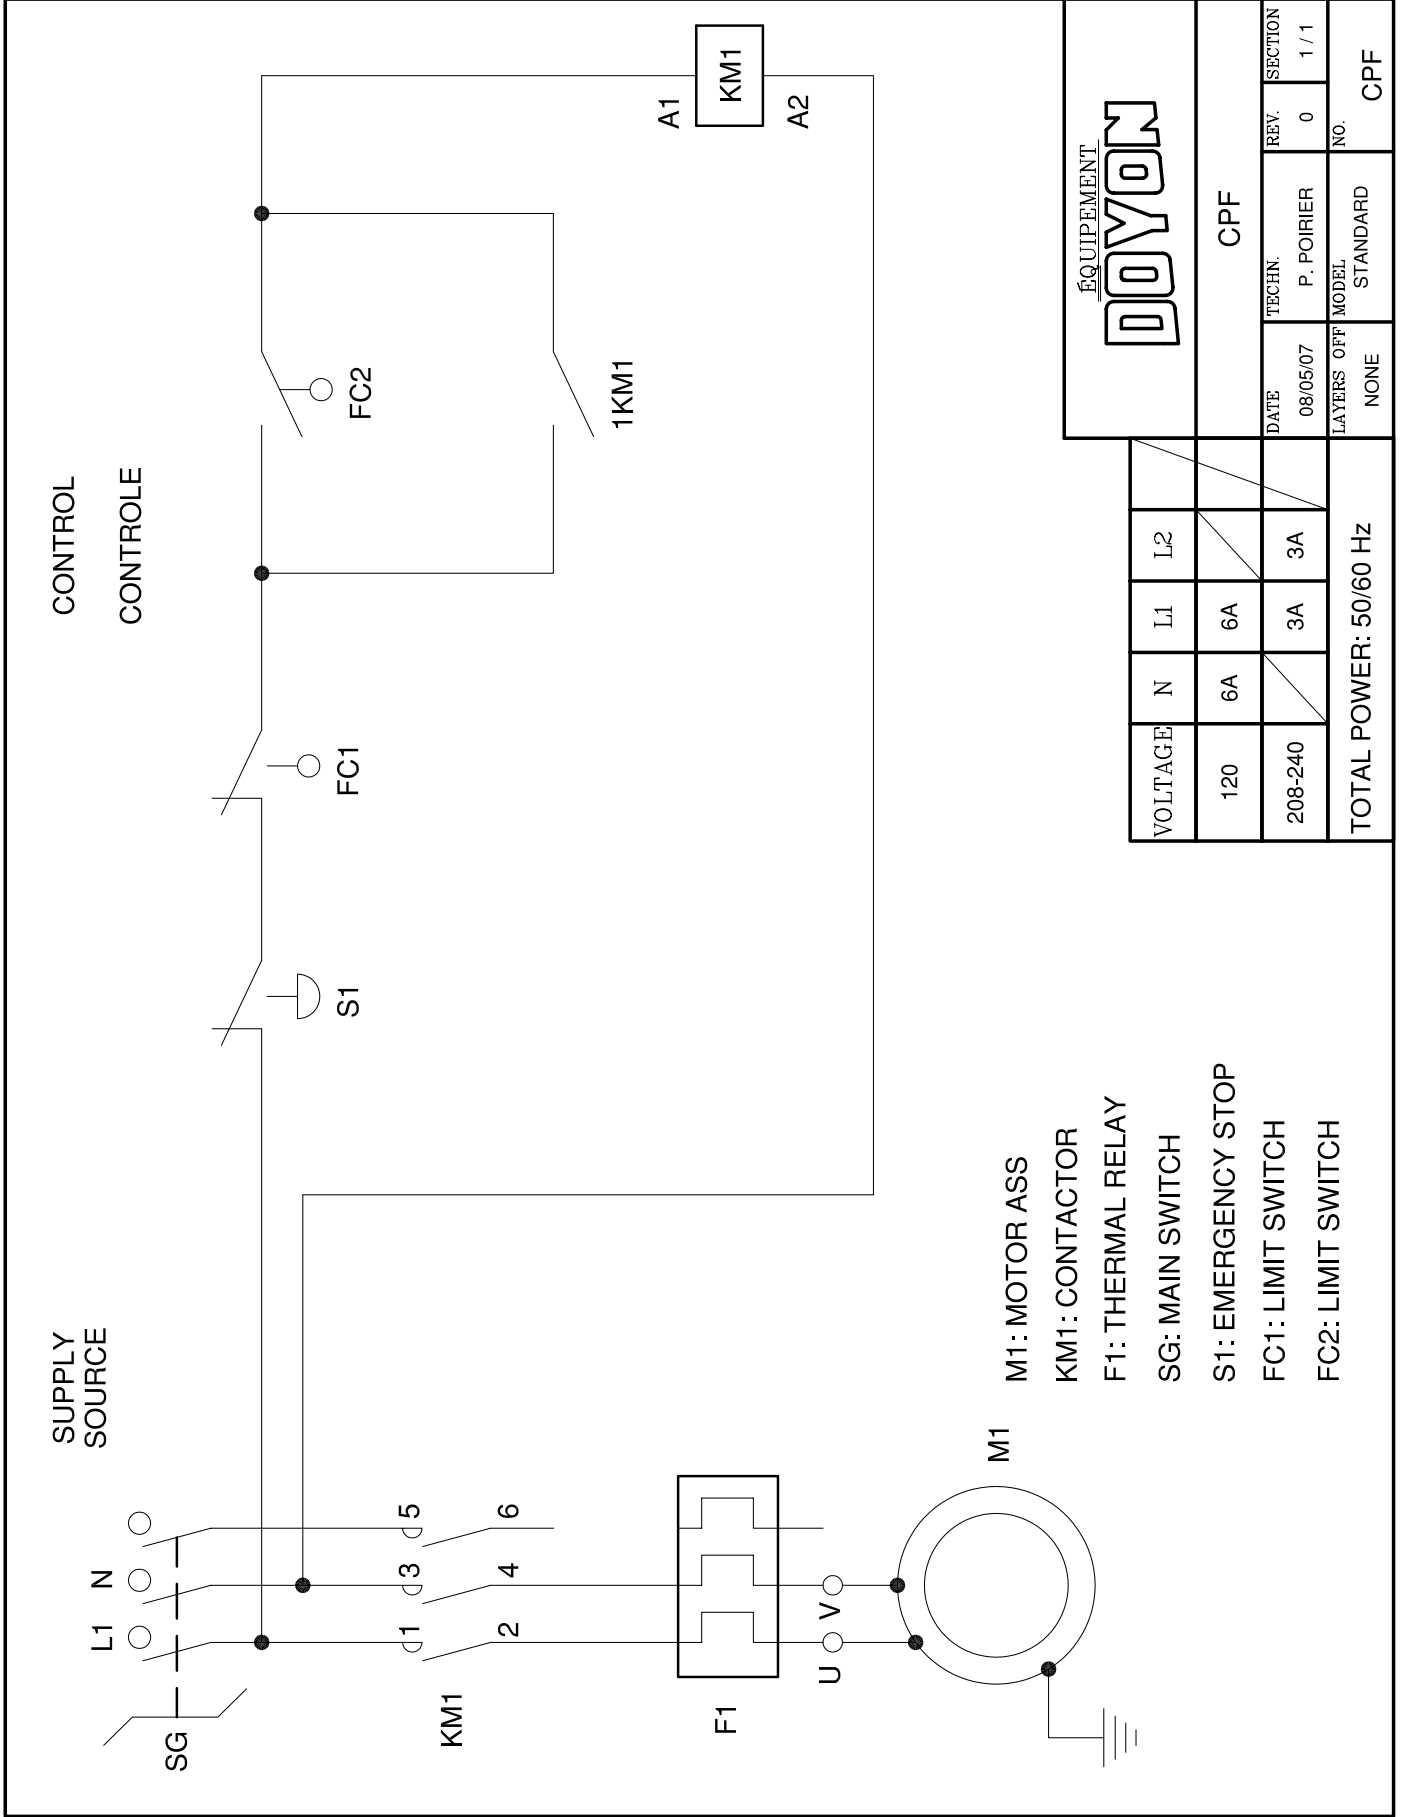 SUPPLY
SOURCE
CONTROL
CONTROLE
L1
N
SG
S1
FC1
FC2
1KM1
A1
KM1
A2
KM1
1
3
5
2
4
6
F1
U
V
M1
M1: MOTOR ASS
KM1: CONTACTOR
F1: THERMAL RELAY
SG: MAIN SWITCH
S1: EMERGENCY STOP
FC1: LIMIT SWITCH
FC2: LIMIT SWITCH
VOLTAGE N L1 L2
120 6A 6A
208-240 3A 3A
TOTAL POWER: 50/60 Hz
ÉQUIPEMENT
DOYON
CPF
DATE TECHN. REV. SECTION
08/05/07 P. POIRIER 0 1 / 1
LAYERS OFF MODEL NO.
NONE STANDARD CPF